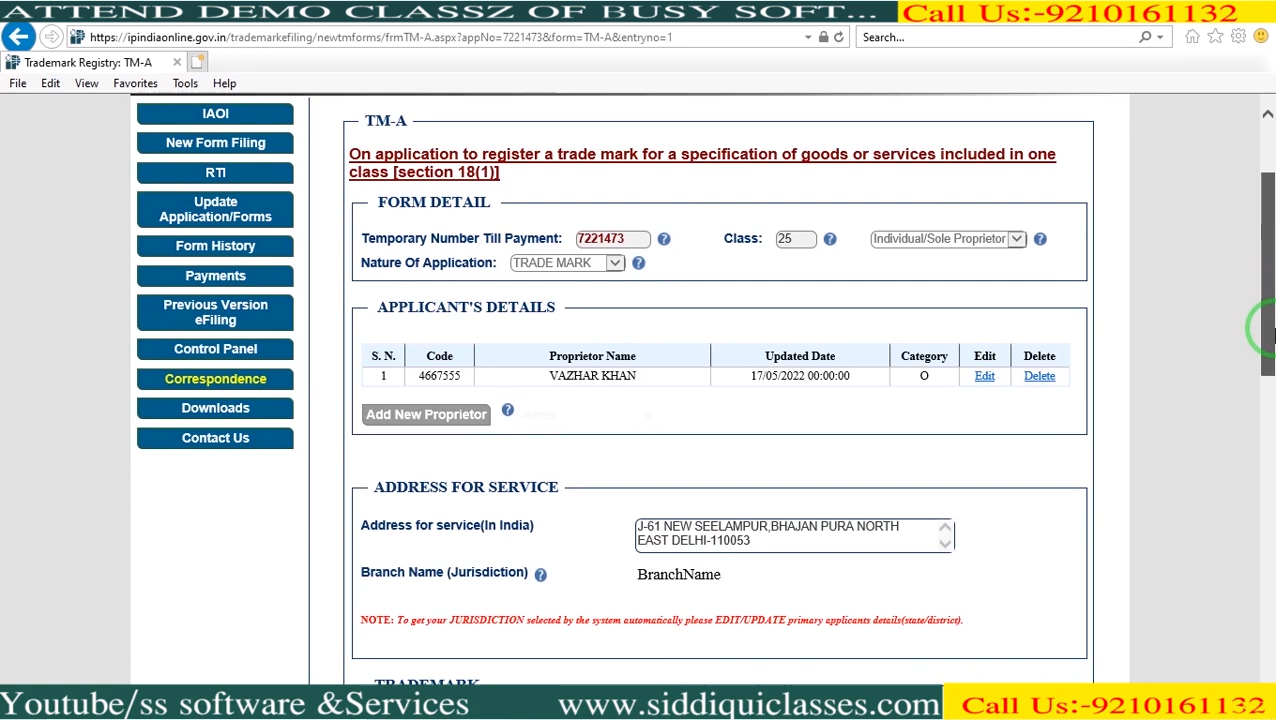 ATTEND DEMO CLASSZ OF BUSY SOFT... Call Us:-9210161132
https://ipindiaonline.gov.in/trademarkefiling/newtmforms/frmTM-A.aspx?appNo=7221473&form=TM-A&entryno=1 Search...
Trademark Registry: TM-A
File Edit View Favorites Tools Help
IAOI
New Form Filing
RTI
Update
Application/Forms
Form History
Payments
Previous Version
eFiling
Control Panel
Correspondence
Downloads
Contact Us
TM-A
On application to register a trade mark for a specification of goods or services included in one
class [section 18(1)]
FORM DETAIL
Temporary Number Till Payment: 7221473 Class: 25 Individual/Sole Proprietor
Nature Of Application: TRADE MARK
APPLICANT'S DETAILS
S. N. Code Proprietor Name Updated Date Category Edit Delete
1 4667555 VAZHAR KHAN 17/05/2022 00:00:00 O Edit Delete
Add New Proprietor
ADDRESS FOR SERVICE
Address for service(In India) J-61 NEW SEELAMPUR,BHAJAN PURA NORTH
EAST DELHI-110053
Branch Name (Jurisdiction) BranchName
NOTE: To get your JURISDICTION selected by the system automatically please EDIT/UPDATE primary applicants details(state/district).
TRADEMARK
Youtube/ss software &Services www.siddiquiclasses.com Call Us:-9210161132